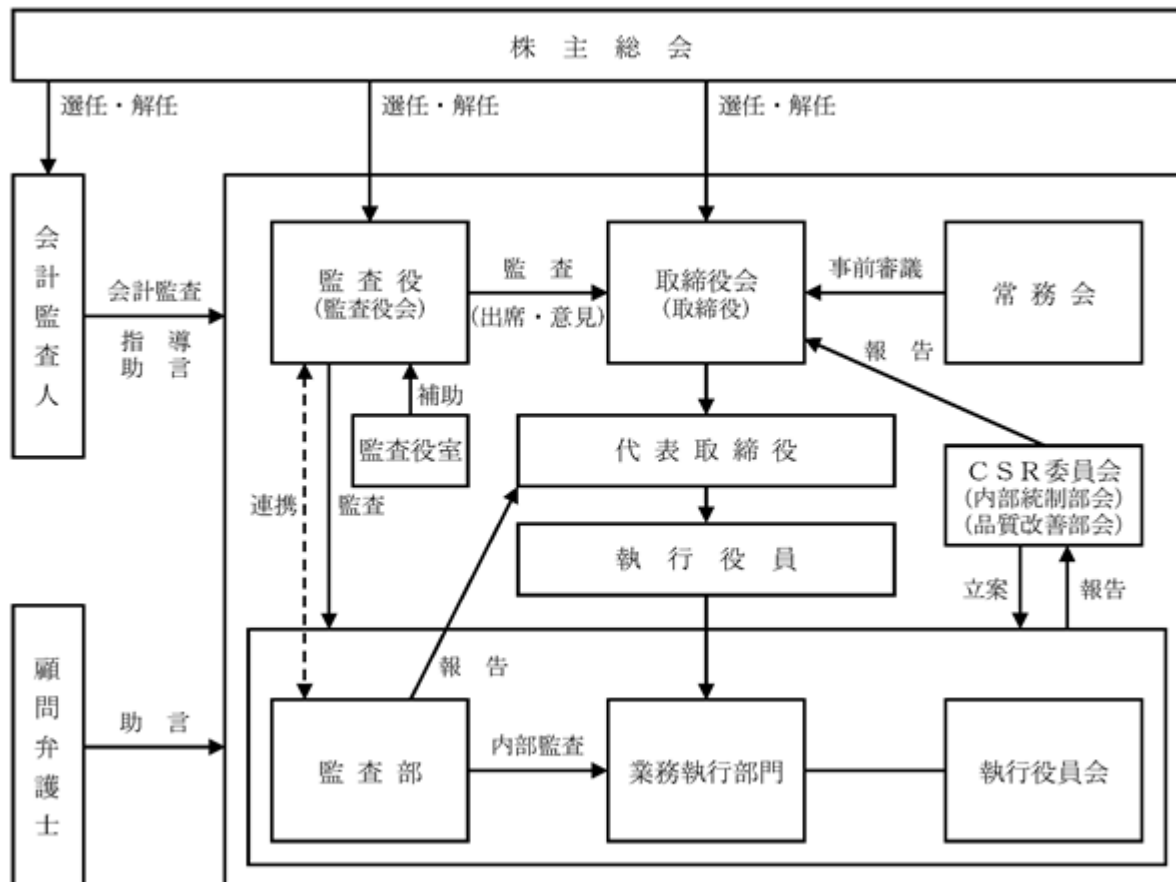 株主総会
選任・解任
選任・解任
選任・解任
会計監査人
会計監査
指導
助言
監査役
(監査役会)
監査
(出席・意見)
取締役会
(取締役)
事前審議
常務会
報告
補助
監査役室
代表取締役
CSR委員会
(内部統制部会)
(品質改善部会)
連携
監査
執行役員
立案
報告
顧問弁護士
助言
報告
監査部
内部監査
業務執行部門
執行役員会